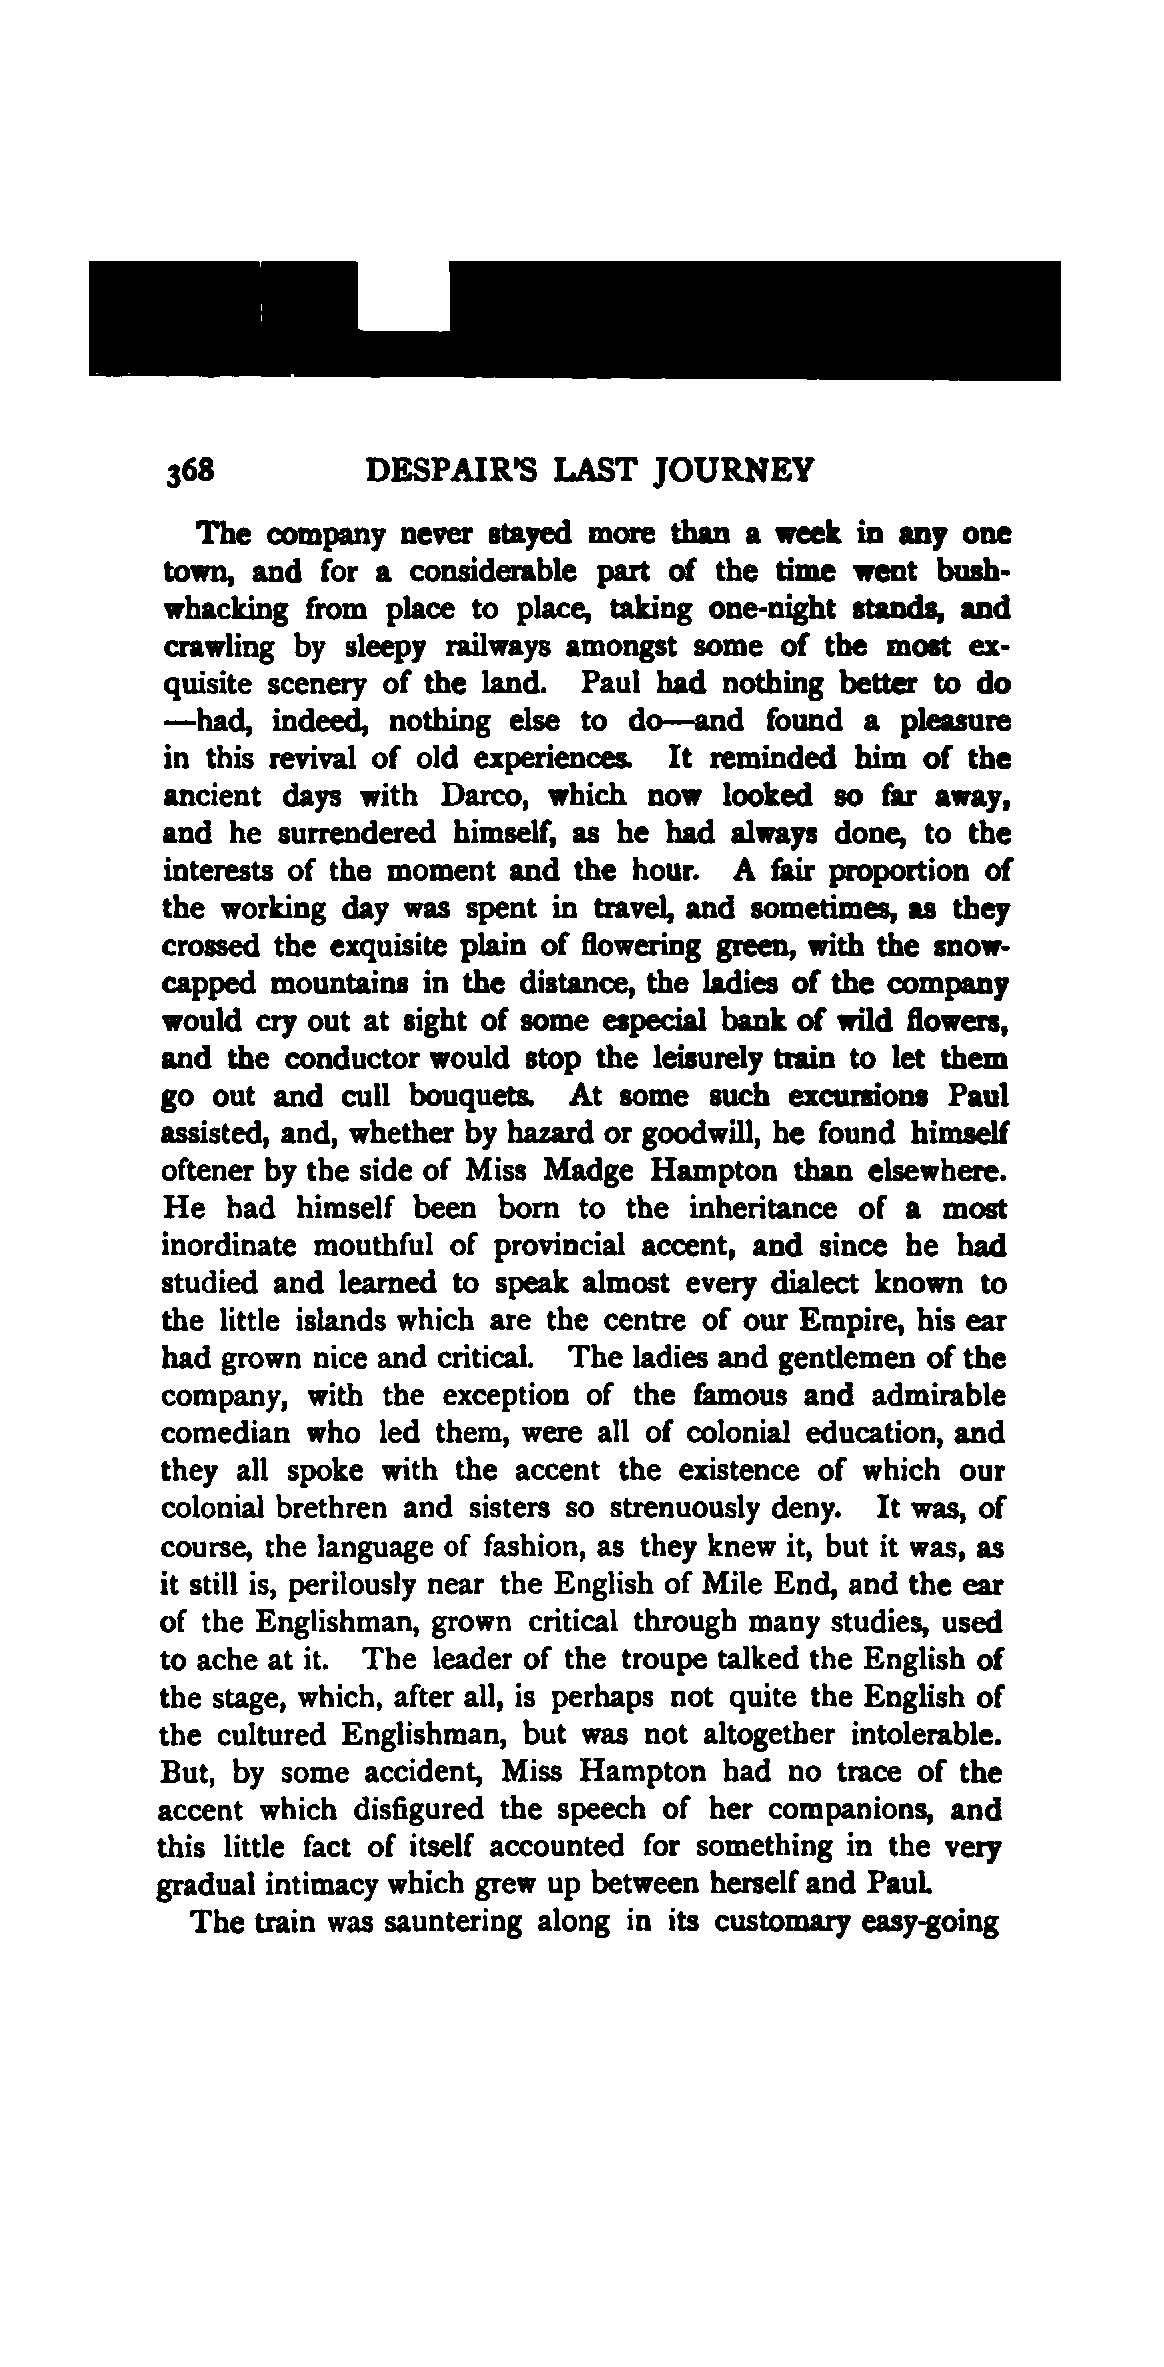 368 DESPAIR'S LAST JOURNEY
The company never stayed more than a week in any one
town, and for a considerable part of the time went bush-
whacking from place to place, taking one-night stands, and
crawling by sleepy railways amongst some of the most ex-
quisite scenery of the land. Paul had nothing better to do
—had, indeed, nothing else to do—and found a pleasure
in this revival of old experiences. It reminded him of the
ancient days with Darco, which now looked so far away,
and he surrendered himself, as he had always done, to the
interests of the moment and the hour. A fair proportion of
the working day was spent in travel, and sometimes, as they
crossed the exquisite plain of flowering green, with the snow-
capped mountains in the distance, the ladies of the company
would cry out at sight of some especial bank of wild flowers,
and the conductor would stop the leisurely train to let them
go out and cull bouquets. At some such excursions Paul
assisted, and, whether by hazard or goodwill, he found himself
oftener by the side of Miss Madge Hampton than elsewhere.
He had himself been born to the inheritance of a most
inordinate mouthful of provincial accent, and since he had
studied and learned to speak almost every dialect known to
the little islands which are the centre of our Empire, his ear
had grown nice and critical. The ladies and gentlemen of the
company, with the exception of the famous and admirable
comedian who led them, were all of colonial education, and
they all spoke with the accent the existence of which our
colonial brethren and sisters so strenuously deny. It was, of
course, the language of fashion, as they knew it, but it was, as
it still is, perilously near the English of Mile End, and the ear
of the Englishman, grown critical through many studies, used
to ache at it. The leader of the troupe talked the English of
the stage, which, after all, is perhaps not quite the English of
the cultured Englishman, but was not altogether intolerable.
But, by some accident, Miss Hampton had no trace of the
accent which disfigured the speech of her companions, and
this little fact of itself accounted for something in the very
gradual intimacy which grew up between herself and Paul.
The train was sauntering along in its customary easy-going